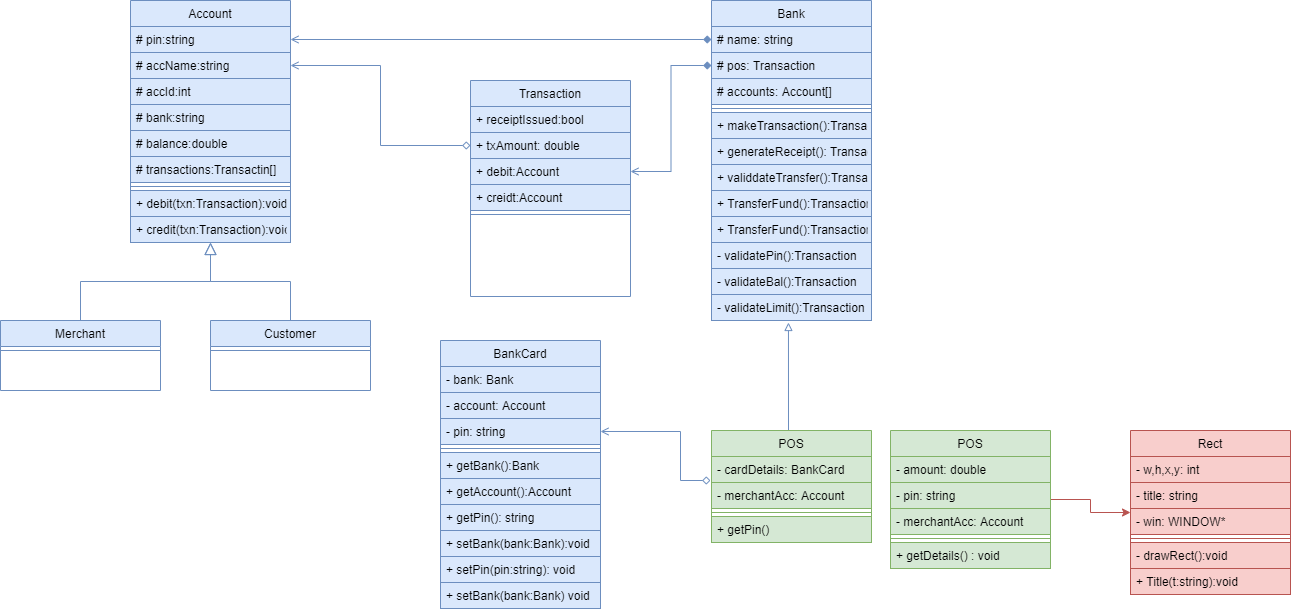 Account
# pin:string
# accName:string
# accId:int
# bank:string
# balance:double
# transactions:Transactin[]
+ debit(txn:Transaction):void
+ credit(txn:Transaction):voi
Merchant
Customer
Transaction
+ receiptIssued:bool
+ txAmount: double
+ debit:Account
+ creidt:Account
Bank
# name: string
# pos: Transaction
# accounts: Account[]
+ makeTransaction():Transa
+ generateReceipt(): Transa
+ validdateTransfer():Transa
+ TransferFund():Transactio
+ TransferFund():Transactio
- validatePin():Transaction
- validateBal():Transaction
- validateLimit():Transaction
BankCard
- bank: Bank
- account: Account
- pin: string
+ getBank():Bank
+ getAccount():Account
+ getPin(): string
+ setBank(bank:Bank):void
+ setPin(pin:string): void
+ setBank(bank:Bank) void
POS
- cardDetails: BankCard
- merchantAcc: Account
+ getPin()
POS
- amount: double
- pin: string
- merchantAcc: Account
+ getDetails() : void
Rect
- w,h,x,y: int
- title: string
- win: WINDOW*
- drawRect():void
+ Title(t:string):void